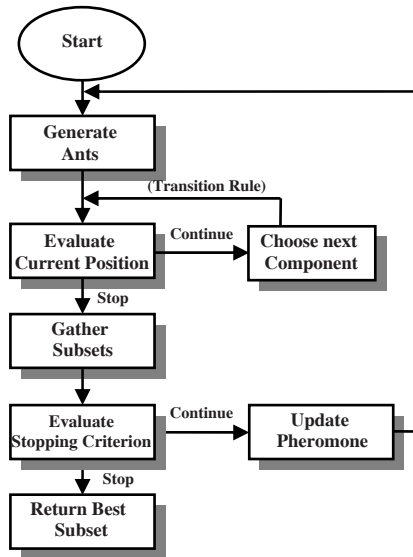 Start
Generate
Ants
(Transition Rule)
Evaluate
Current Position
Continue
Choose next
Component
Stop
Gather
Subsets
Evaluate
Stopping Criterion
Continue
Update
Pheromone
Stop
Return Best
Subset